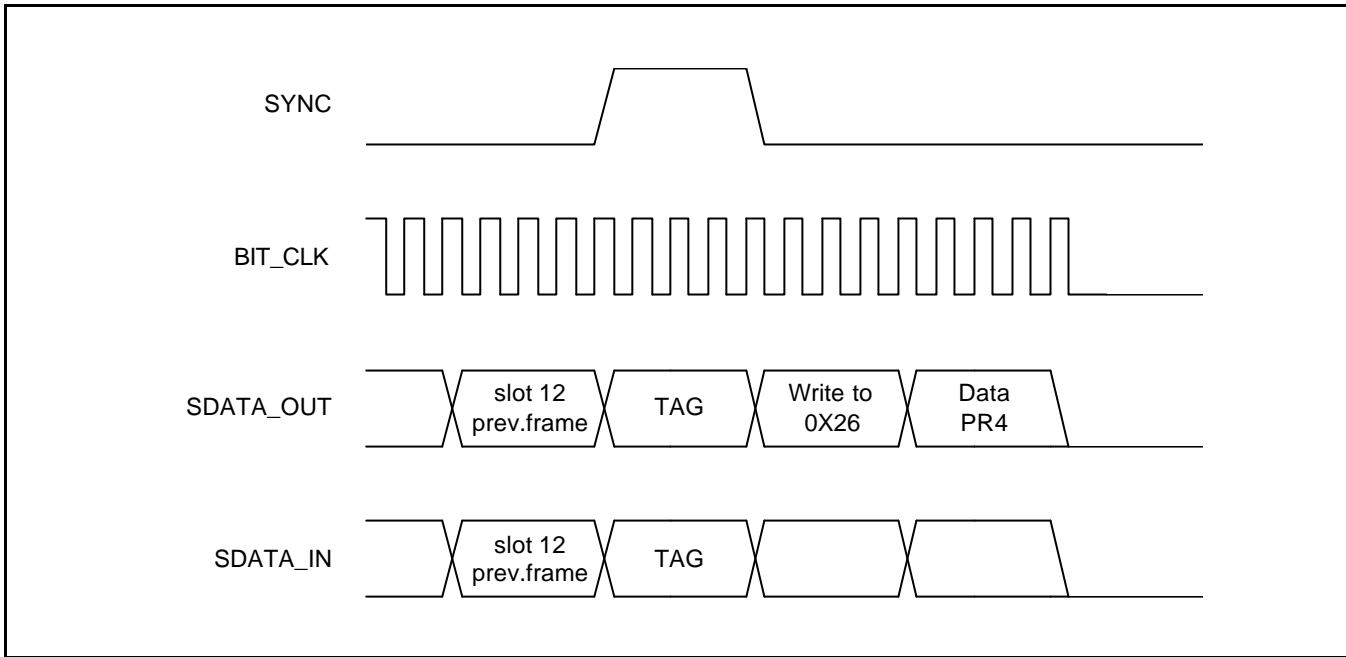 SYNC
BIT_CLK
SDATA_OUT
slot 12
prev.frame
TAG
Write to
0X26
Data
PR4
SDATA_IN
slot 12
prev.frame
TAG